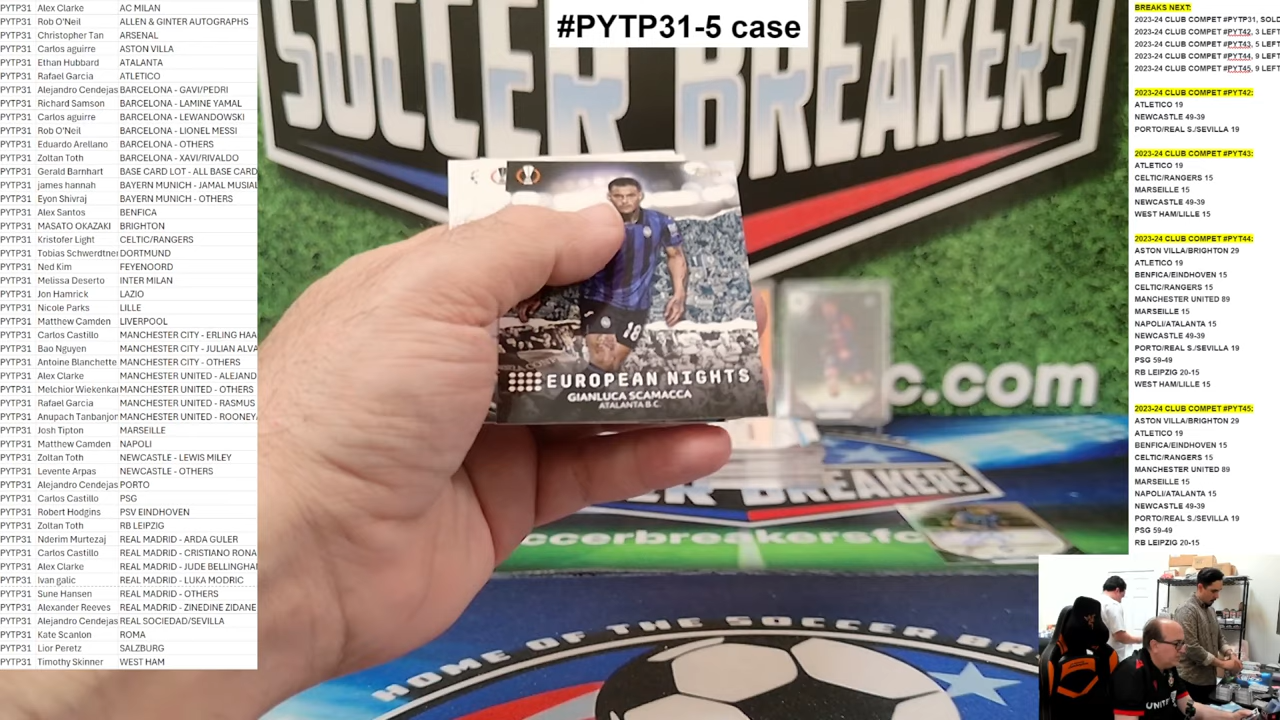 #PYTP31-5 case
PYTP31 Alex Clarke AC MILAN
PYTP31 Rob O'Neil ALLEN & GINTER AUTOGRAPHS
PYTP31 Christopher Tan ARSENAL
PYTP31 Carlos aguirre ASTON VILLA
PYTP31 Ethan Hubbard ATALANTA
PYTP31 Rafael Garcia ATLETICO
PYTP31 Alejandro Cendejas BARCELONA - GAVI/PEDRI
PYTP31 Richard Samson BARCELONA - LAMINE YAMAL
PYTP31 Carlos aguirre BARCELONA - LEWANDOWSKI
PYTP31 Rob O'Neil BARCELONA - LIONEL MESSI
PYTP31 Eduardo Arellano BARCELONA - OTHERS
PYTP31 Zoltan Toth BARCELONA - XAVI/RIVALDO
PYTP31 Gerald Barnhart BASE CARD LOT - ALL BASE CARD
PYTP31 james hannah BAYERN MUNICH - JAMAL MUSIAL
PYTP31 Eyon Shivraj BAYERN MUNICH - OTHERS
PYTP31 Alex Santos BENFICA
PYTP31 MASATO OKAZAKI BRIGHTON
PYTP31 Kristofer Light CELTIC/RANGERS
PYTP31 Tobias Schwerdtner DORTMUND
PYTP31 Ned Kim FEYENOORD
PYTP31 Melissa Deserto INTER MILAN
PYTP31 Jon Hamrick LAZIO
PYTP31 Nicole Parks LILLE
PYTP31 Matthew Camden LIVERPOOL
PYTP31 Carlos Castillo MANCHESTER CITY - ERLING HAA
PYTP31 Bao Nguyen MANCHESTER CITY - JULIAN ALVA
PYTP31 Antoine Blanchette MANCHESTER CITY - OTHERS
PYTP31 Alex Clarke MANCHESTER UNITED - ALEJAND
PYTP31 Melchior Wiekenka MANCHESTER UNITED - OTHERS
PYTP31 Rafael Garcia MANCHESTER UNITED - RASMUS
PYTP31 Anupach Tanbanjor MANCHESTER UNITED - ROONEY
PYTP31 Josh Tipton MARSEILLE
PYTP31 Matthew Camden NAPOLI
PYTP31 Zoltan Toth NEWCASTLE - LEWIS MILEY
PYTP31 Levente Arpas NEWCASTLE - OTHERS
PYTP31 Alejandro Cendejas PORTO
PYTP31 Carlos Castillo PSG
PYTP31 Robert Hodgins PSV EINDHOVEN
PYTP31 Zoltan Toth RB LEIPZIG
PYTP31 Nderim Murtezaj REAL MADRID - ARDA GULER
PYTP31 Carlos Castillo REAL MADRID - CRISTIANO RONA
PYTP31 Alex Clarke REAL MADRID - JUDE BELLINGHA
PYTP31 Ivan galic REAL MADRID - LUKA MODRIC
PYTP31 Sune Hansen REAL MADRID - OTHERS
PYTP31 Alexander Reeves REAL MADRID - ZINEDINE ZIDANE
PYTP31 Alejandro Cendejas REAL SOCIEDAD/SEVILLA
PYTP31 Kate Scanlon ROMA
PYTP31 Lior Peretz SALZBURG
PYTP31 Timothy Skinner WEST HAM
SOCCER BREAKERS
18
EUROPEAN NIGHTS
GIANLUCA SCAMACCA
ATALANTA B.C.
c.com
ER BREAKERS
ccerbreakersfc
HOME OF THE SOCCER BR
BREAKS NEXT:
2023-24 CLUB COMPET #PYTP31, SOLD
2023-24 CLUB COMPET #PYT42, 3 LEFT
2023-24 CLUB COMPET #PYT43, 5 LEFT
2023-24 CLUB COMPET #PYT44, 9 LEFT
2023-24 CLUB COMPET #PYT45, 9 LEFT
2023-24 CLUB COMPET #PYT42:
ATLETICO 19
NEWCASTLE 49-39
PORTO/REAL S./SEVILLA 19
2023-24 CLUB COMPET #PYT43:
ATLETICO 19
CELTIC/RANGERS 15
MARSEILLE 15
NEWCASTLE 49-39
WEST HAM/LILLE 15
2023-24 CLUB COMPET #PYT44:
ASTON VILLA/BRIGHTON 29
ATLETICO 19
BENFICA/EINDHOVEN 15
CELTIC/RANGERS 15
MANCHESTER UNITED 89
MARSEILLE 15
NAPOLI/ATALANTA 15
NEWCASTLE 49-39
PORTO/REAL S./SEVILLA 19
PSG 59-49
RB LEIPZIG 20-15
WEST HAM/LILLE 15
2023-24 CLUB COMPET #PYT45:
ASTON VILLA/BRIGHTON 29
ATLETICO 19
BENFICA/EINDHOVEN 15
CELTIC/RANGERS 15
MANCHESTER UNITED 89
MARSEILLE 15
NAPOLI/ATALANTA 15
NEWCASTLE 49-39
PORTO/REAL S./SEVILLA 19
PSG 59-49
RB LEIPZIG 20-15